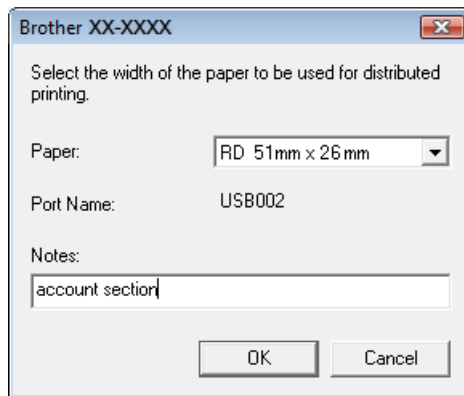 Brother XX-XXXX
Select the width of the paper to be used for distributed
printing.
Paper: RD 51mm x 26mm
Port Name: USB002
Notes:
account section
OK Cancel